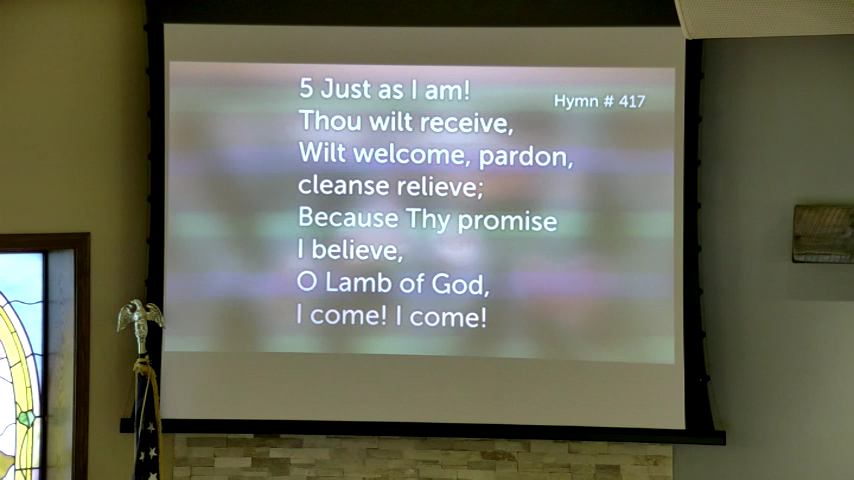 5 Just as I am!
Hymn # 417
Thou wilt receive,
Wilt welcome, pardon,
cleanse relieve;
Because Thy promise
I believe,
O Lamb of God,
I come! I come!